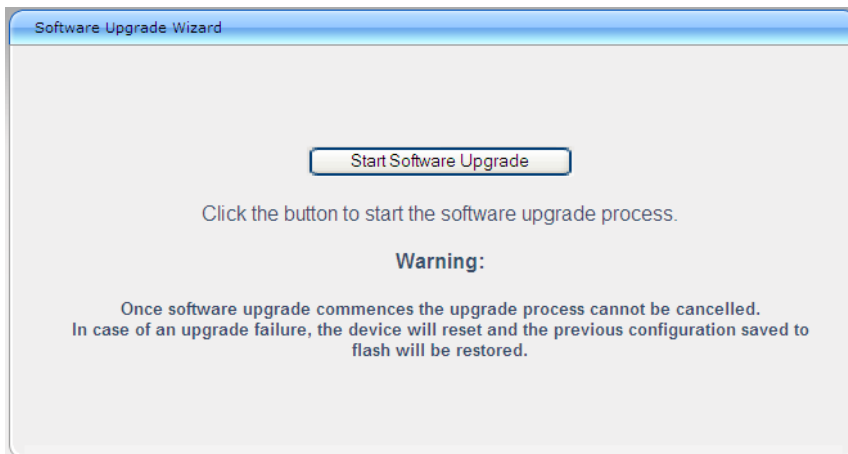 Software Upgrade Wizard
Start Software Upgrade
Click the button to start the software upgrade process.
Warning:
Once software upgrade commences the upgrade process cannot be cancelled.
In case of an upgrade failure, the device will reset and the previous configuration saved to
flash will be restored.